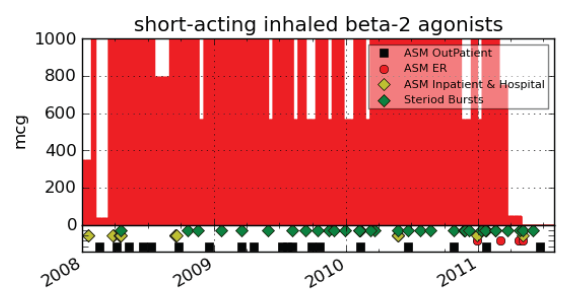 short-acting inhaled beta-2 agonists
1000
800
600
400
200
0
mcg
ASM OutPatient
ASM ER
ASM Inpatient & Hospital
Steriod Bursts
2008
2009
2010
2011